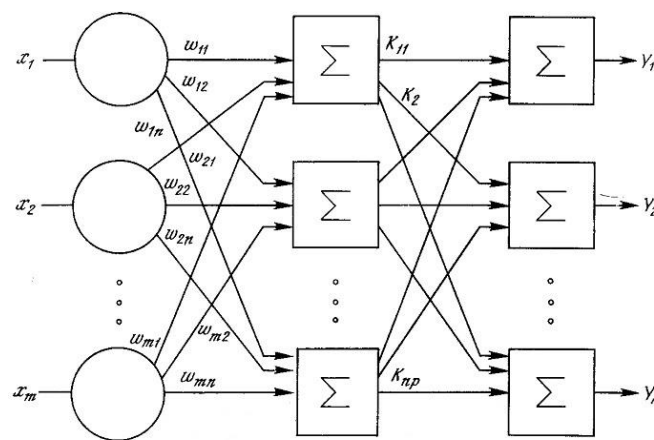 x₁ w₁₁ Σ K₁₁ Σ Y₁
w₁₂ K₂
w₁ₙ w₂₁
x₂ w₂₂ Σ Σ Y₂
w₂ₙ
wₘ₁ wₘ₂
xₘ wₘₙ Σ Kₙₚ Σ